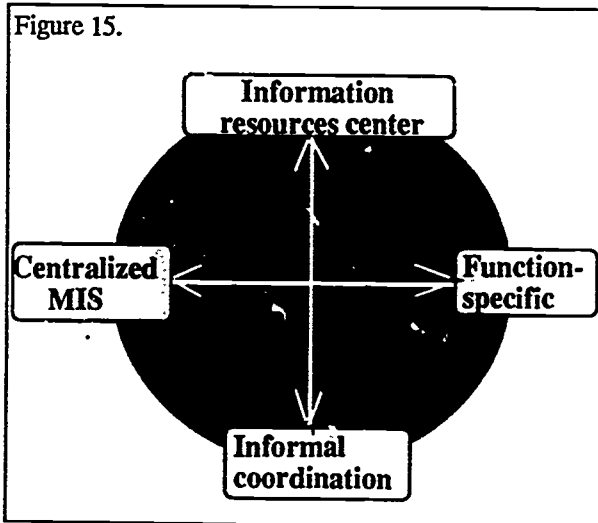 Figure 15.
Information
resources center
Centralized
MIS
Function-
specific
Informal
coordination